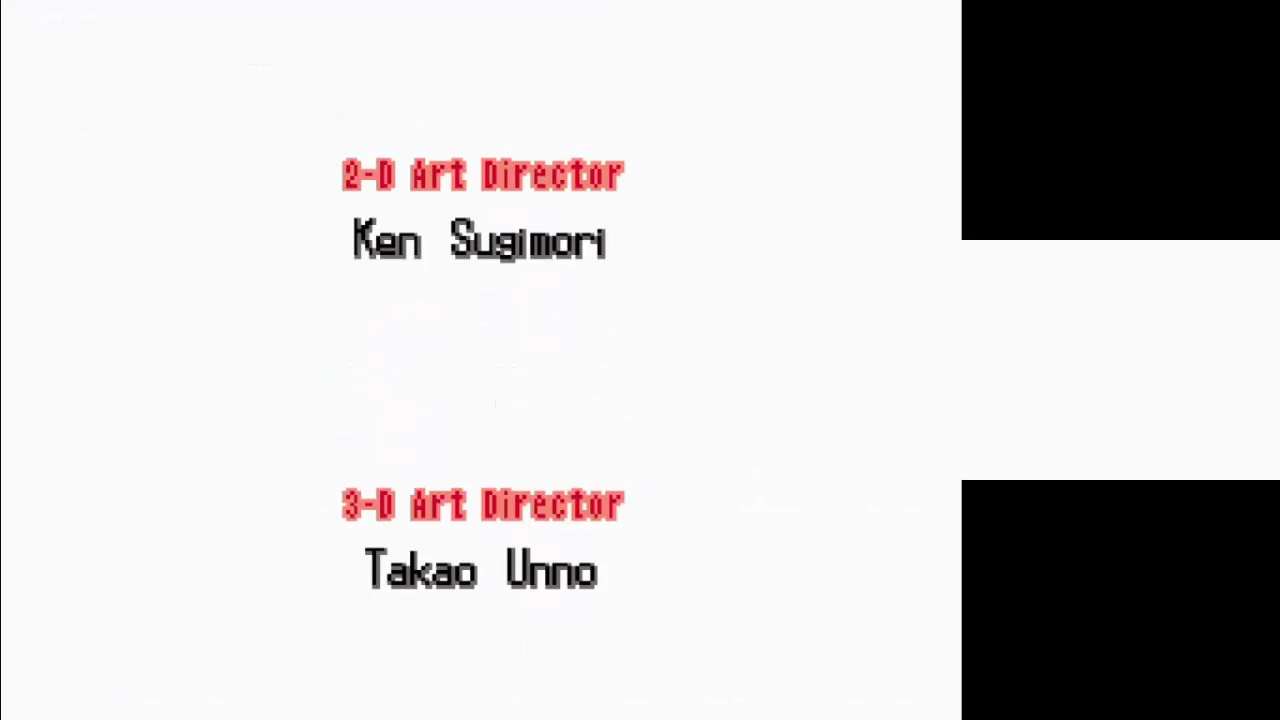 2-D Art Director
Ken Sugimori
3-D Art Director
Takao Unno